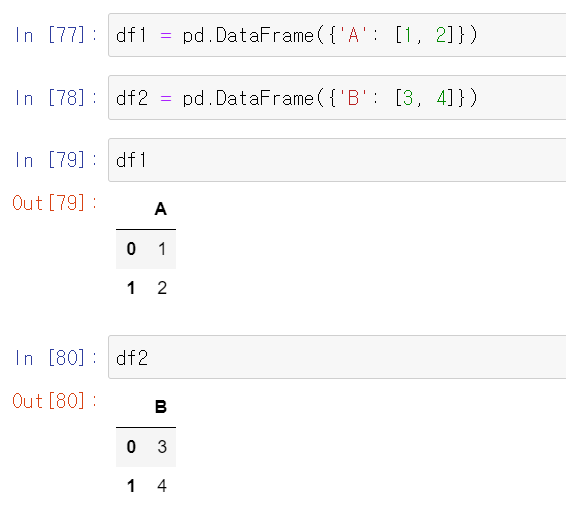 In [77]: df1 = pd.DataFrame({'A': [1, 2]})
In [78]: df2 = pd.DataFrame({'B': [3, 4]})
In [79]: df1
Out[79]:
A
0 1
1 2
In [80]: df2
Out[80]:
B
0 3
1 4